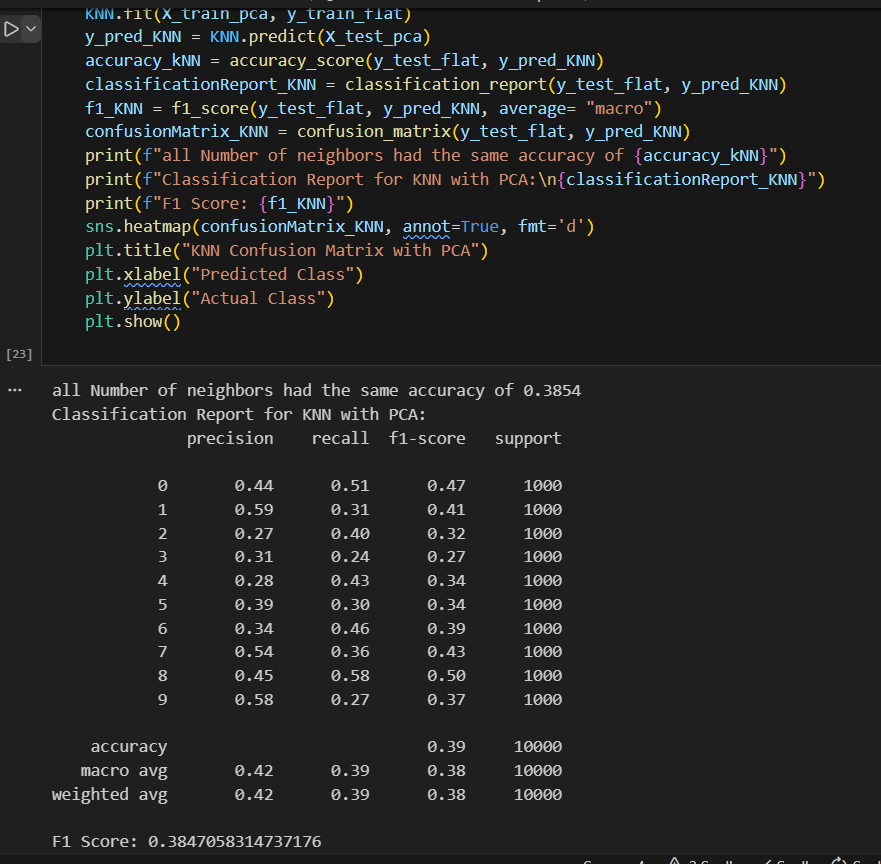 KNN.fit(X_train_pca, y_train_flat)
y_pred_KNN = KNN.predict(X_test_pca)
accuracy_kNN = accuracy_score(y_test_flat, y_pred_KNN)
classificationReport_KNN = classification_report(y_test_flat, y_pred_KNN)
f1_KNN = f1_score(y_test_flat, y_pred_KNN, average= "macro")
confusionMatrix_KNN = confusion_matrix(y_test_flat, y_pred_KNN)
print(f"all Number of neighbors had the same accuracy of {accuracy_kNN}")
print(f"Classification Report for KNN with PCA:\n{classificationReport_KNN}")
print(f"F1 Score: {f1_KNN}")
sns.heatmap(confusionMatrix_KNN, annot=True, fmt='d')
plt.title("KNN Confusion Matrix with PCA")
plt.xlabel("Predicted Class")
plt.ylabel("Actual Class")
plt.show()
[23]
... all Number of neighbors had the same accuracy of 0.3854
Classification Report for KNN with PCA:
precision recall f1-score support
0 0.44 0.51 0.47 1000
1 0.59 0.31 0.41 1000
2 0.27 0.40 0.32 1000
3 0.31 0.24 0.27 1000
4 0.28 0.43 0.34 1000
5 0.39 0.30 0.34 1000
6 0.34 0.46 0.39 1000
7 0.54 0.36 0.43 1000
8 0.45 0.58 0.50 1000
9 0.58 0.27 0.37 1000
accuracy 0.39 10000
macro avg 0.42 0.39 0.38 10000
weighted avg 0.42 0.39 0.38 10000
F1 Score: 0.3847058314737176